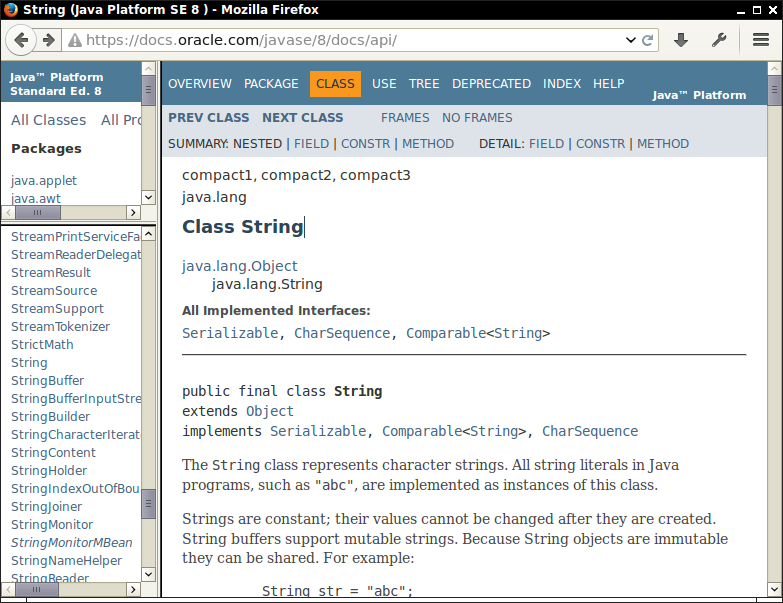 String (Java Platform SE 8 ) - Mozilla Firefox
https://docs.oracle.com/javase/8/docs/api/
Java™ Platform
Standard Ed. 8
All Classes All Pro
Packages
java.applet
java.awt
StreamPrintServiceFa
StreamReaderDelegat
StreamResult
StreamSource
StreamSupport
StreamTokenizer
StrictMath
String
StringBuffer
StringBufferInputStre
StringBuilder
StringCharacterIterat
StringContent
StringHolder
StringIndexOutOfBou
StringJoiner
StringMonitor
StringMonitorMBean
StringNameHelper
StringReader
OVERVIEW PACKAGE CLASS USE TREE DEPRECATED INDEX HELP
Java™ Platform
PREV CLASS NEXT CLASS FRAMES NO FRAMES
SUMMARY: NESTED | FIELD | CONSTR | METHOD DETAIL: FIELD | CONSTR | METHOD
compact1, compact2, compact3
java.lang
Class String
java.lang.Object
java.lang.String
All Implemented Interfaces:
Serializable, CharSequence, Comparable<String>
public final class String
extends Object
implements Serializable, Comparable<String>, CharSequence
The String class represents character strings. All string literals in Java
programs, such as "abc", are implemented as instances of this class.
Strings are constant; their values cannot be changed after they are created.
String buffers support mutable strings. Because String objects are immutable
they can be shared. For example:
String str = "abc";